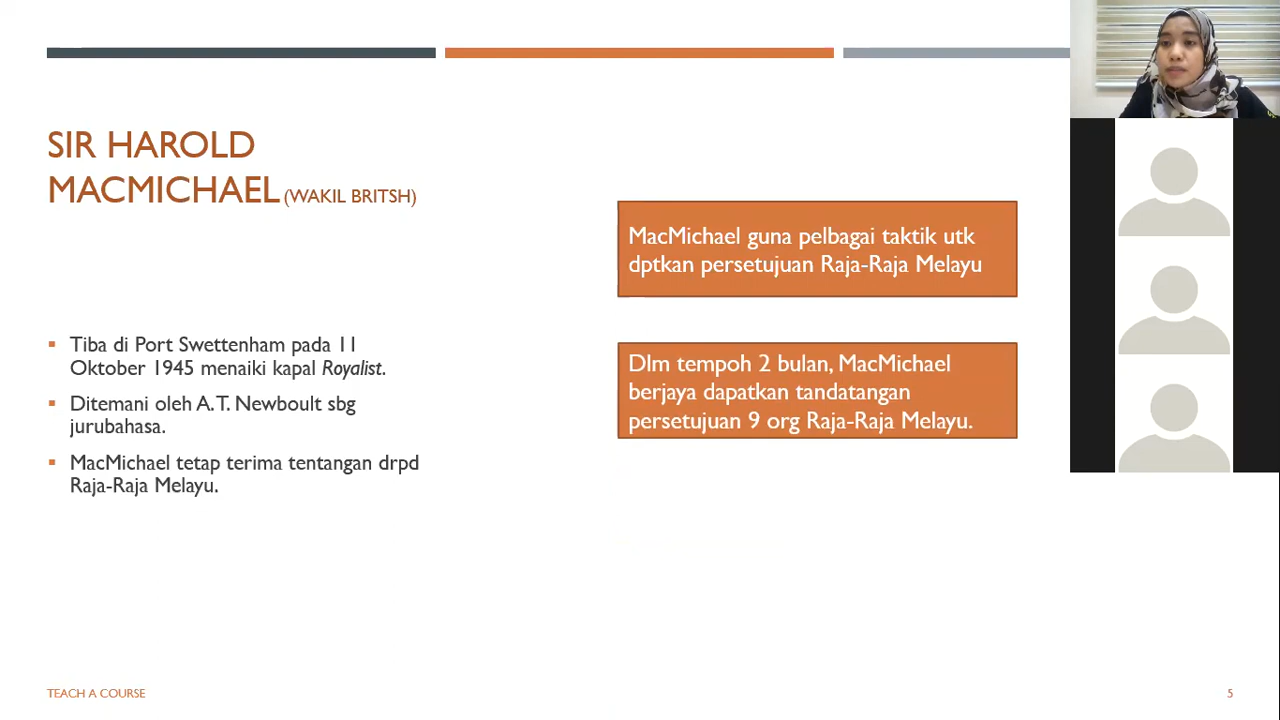 SIR HAROLD
MACMICHAEL (WAKIL BRITSH)
Tiba di Port Swettenham pada 11
Oktober 1945 menaiki kapal Royalist.
Ditemani oleh A.T. Newboult sbg
jurubahasa.
MacMichael tetap terima tentangan drpd
Raja-Raja Melayu.
MacMichael guna pelbagai taktik utk
dptkan persetujuan Raja-Raja Melayu
Dlm tempoh 2 bulan, MacMichael
berjaya dapatkan tandatangan
persetujuan 9 org Raja-Raja Melayu.
TEACH A COURSE
5